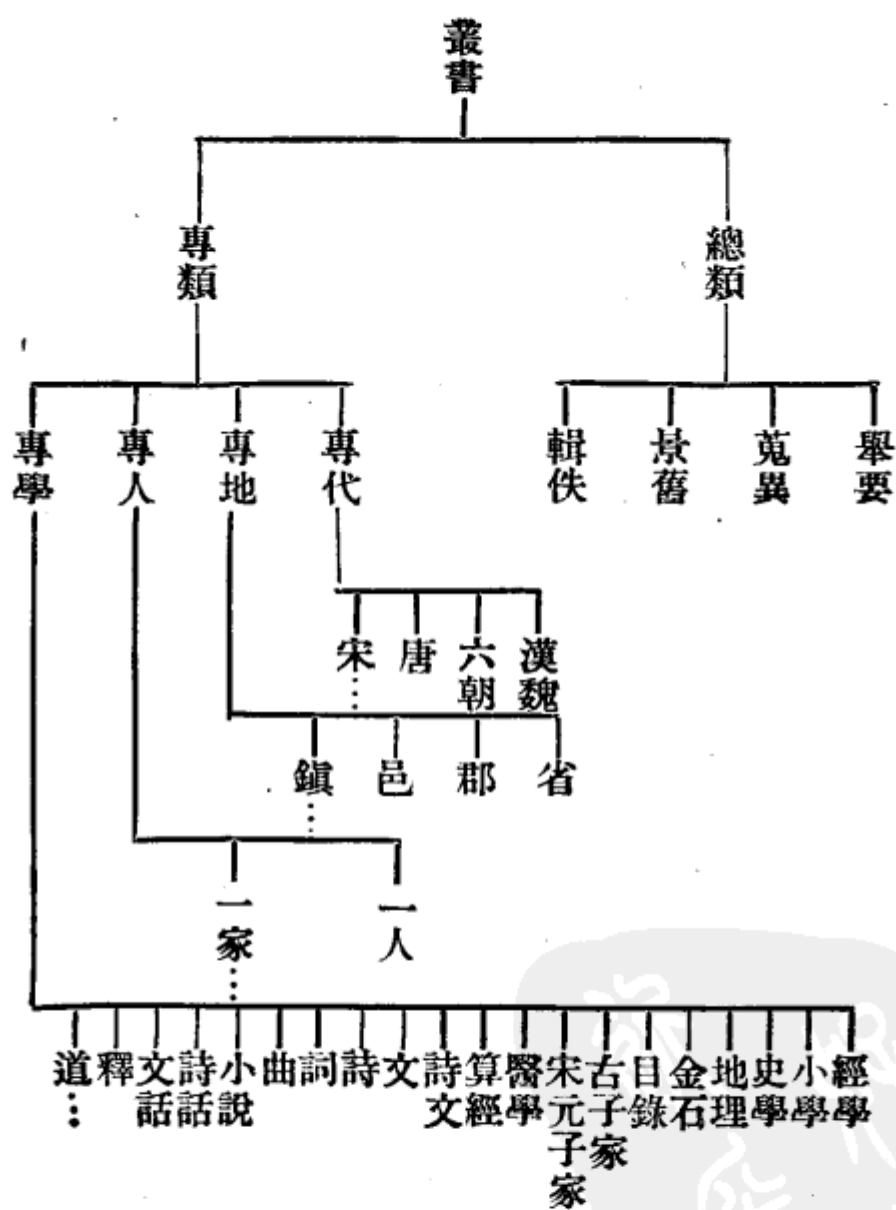 叢書
總類
專類
舉要
蒐異
景舊
輯佚
專代
專地
專人
專學
漢魏
六朝
唐
宋…
省
郡
邑
鎭…
一人
一家…
經學
小學
史學
地理
金石
目錄
古子家
宋元子家
醫學
算經
詩文
文
詩
詞
曲
小說
詩話
文話
釋
道…